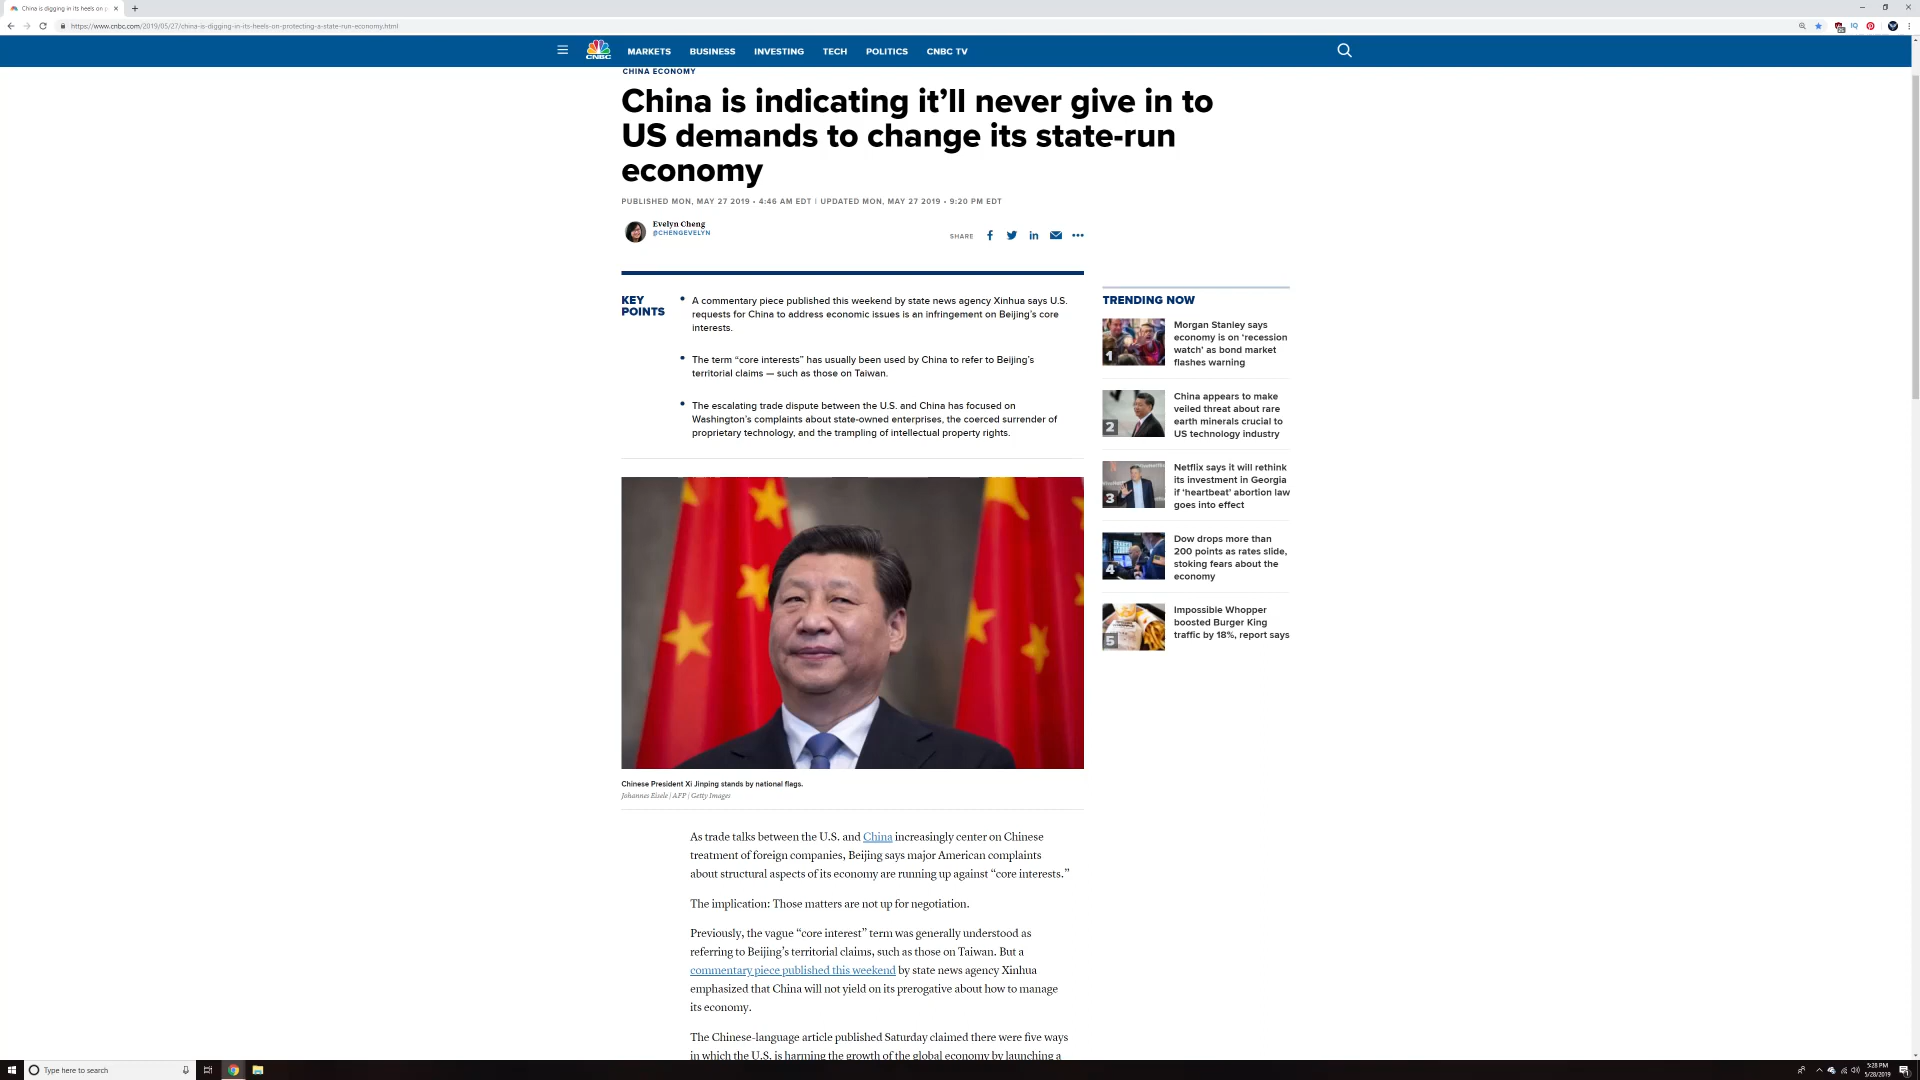 China is digging in its heels on p
https://www.cnbc.com/2019/05/27/china-is-digging-in-its-heels-on-protecting-a-state-run-economy.html
CNBC
MARKETS BUSINESS INVESTING TECH POLITICS CNBC TV
CHINA ECONOMY
China is indicating it’ll never give in to
US demands to change its state-run
economy
PUBLISHED MON, MAY 27 2019 • 4:46 AM EDT | UPDATED MON, MAY 27 2019 • 9:20 PM EDT
Evelyn Cheng
@CHENGEVELYN
SHARE
KEY
POINTS
A commentary piece published this weekend by state news agency Xinhua says U.S.
requests for China to address economic issues is an infringement on Beijing’s core
interests.
The term “core interests” has usually been used by China to refer to Beijing’s
territorial claims — such as those on Taiwan.
The escalating trade dispute between the U.S. and China has focused on
Washington’s complaints about state-owned enterprises, the coerced surrender of
proprietary technology, and the trampling of intellectual property rights.
Chinese President Xi Jinping stands by national flags.
Johannes Eisele | AFP | Getty Images
As trade talks between the U.S. and China increasingly center on Chinese
treatment of foreign companies, Beijing says major American complaints
about structural aspects of its economy are running up against “core interests.”
The implication: Those matters are not up for negotiation.
Previously, the vague “core interest” term was generally understood as
referring to Beijing’s territorial claims, such as those on Taiwan. But a
commentary piece published this weekend by state news agency Xinhua
emphasized that China will not yield on its prerogative about how to manage
its economy.
The Chinese-language article published Saturday claimed there were five ways
in which the U.S. is harming the growth of the global economy by launching a
TRENDING NOW
1
Morgan Stanley says
economy is on ‘recession
watch’ as bond market
flashes warning
2
China appears to make
veiled threat about rare
earth minerals crucial to
US technology industry
3
Netflix says it will rethink
its investment in Georgia
if ‘heartbeat’ abortion law
goes into effect
4
Dow drops more than
200 points as rates slide,
stoking fears about the
economy
5
Impossible Whopper
boosted Burger King
traffic by 18%, report says
Type here to search
5:28 PM
5/28/2019